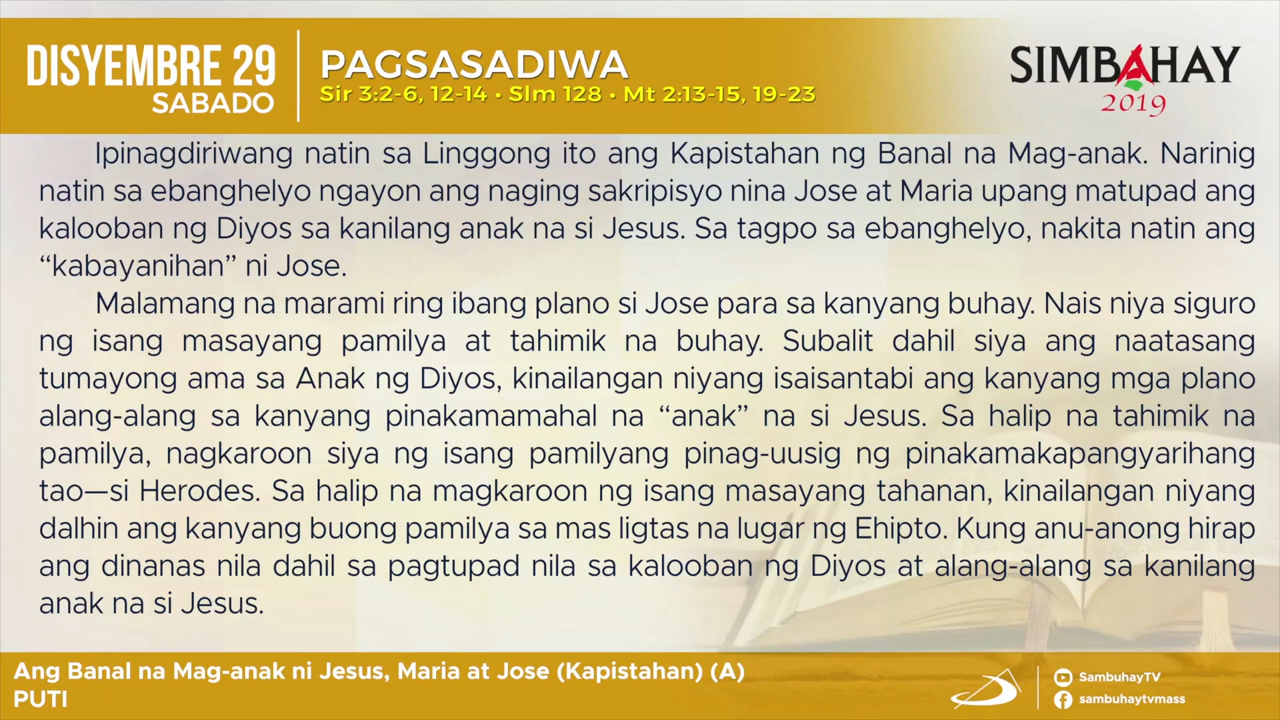 DISYEMBRE 29
SABADO
PAGSASADIWA
Sir 3:2-6, 12-14 • Slm 128 • Mt 2:13-15, 19-23
SIMBAHAY
2019
Ipinagdiriwang natin sa Linggong ito ang Kapistahan ng Banal na Mag-anak. Narinig
natin sa ebanghelyo ngayon ang naging sakripisyo nina Jose at Maria upang matupad ang
kalooban ng Diyos sa kanilang anak na si Jesus. Sa tagpo sa ebanghelyo, nakita natin ang
“kabayanihan” ni Jose.
Malamang na marami ring ibang plano si Jose para sa kanyang buhay. Nais niya siguro
ng isang masayang pamilya at tahimik na buhay. Subalit dahil siya ang naatasang
tumayong ama sa Anak ng Diyos, kinailangan niyang isaisantabi ang kanyang mga plano
alang-alang sa kanyang pinakamamahal na “anak” na si Jesus. Sa halip na tahimik na
pamilya, nagkaroon siya ng isang pamilyang pinag-uusig ng pinakamakapangyarihang
tao—si Herodes. Sa halip na magkaroon ng isang masayang tahanan, kinailangan niyang
dalhin ang kanyang buong pamilya sa mas ligtas na lugar ng Ehipto. Kung anu-anong hirap
ang dinanas nila dahil sa pagtupad nila sa kalooban ng Diyos at alang-alang sa kanilang
anak na si Jesus.
Ang Banal na Mag-anak ni Jesus, Maria at Jose (Kapistahan) (A)
PUTI
SambuhayTV
sambuhaytvmass